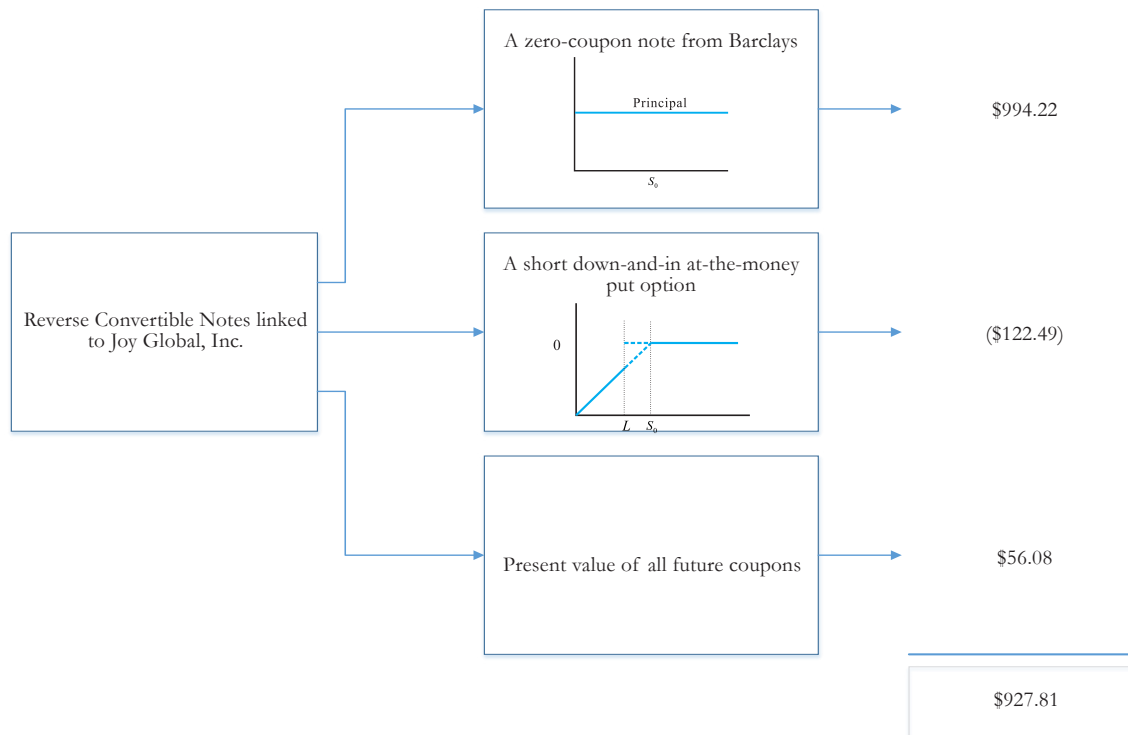 A zero-coupon note from Barclays
Principal
S₀
$994.22
Reverse Convertible Notes linked
to Joy Global, Inc.
A short down-and-in at-the-money
put option
0
L S₀
($122.49)
Present value of all future coupons
$56.08
$927.81